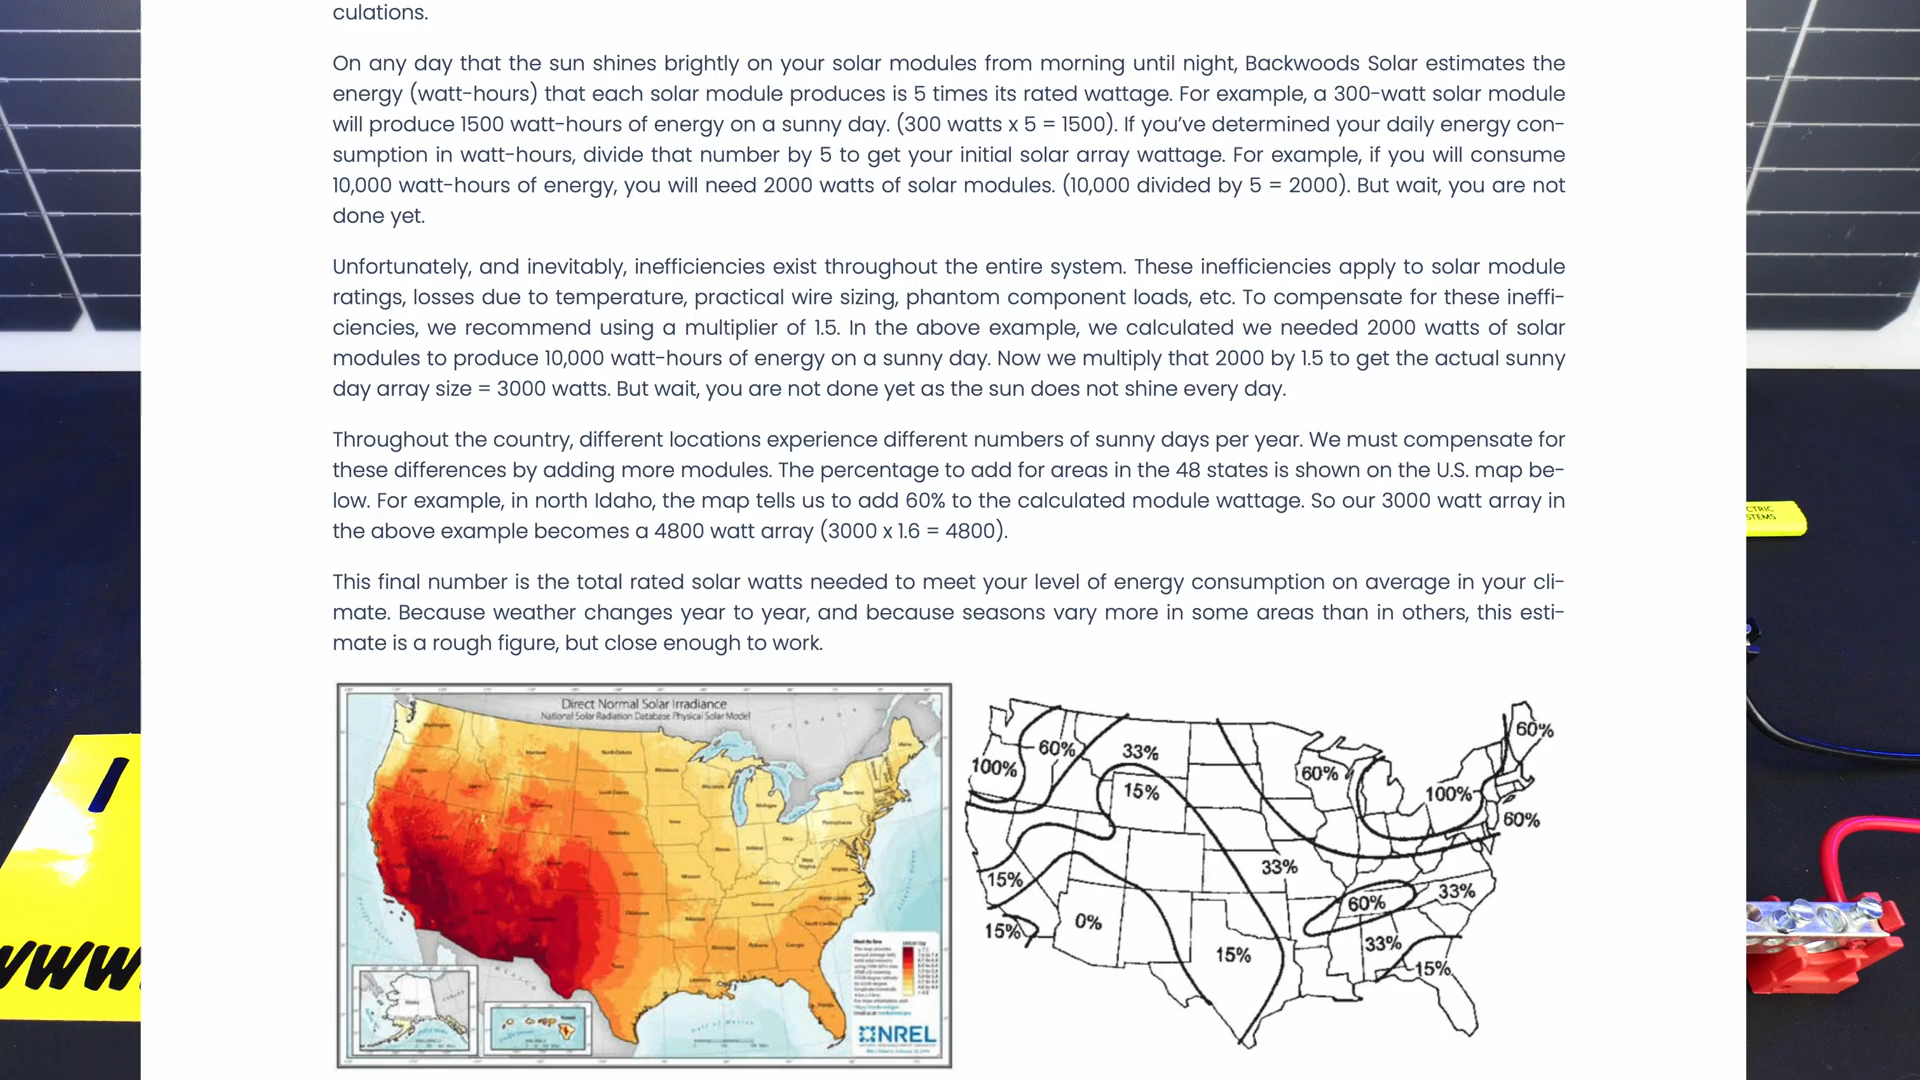 culations.
On any day that the sun shines brightly on your solar modules from morning until night, Backwoods Solar estimates the
energy (watt-hours) that each solar module produces is 5 times its rated wattage. For example, a 300-watt solar module
will produce 1500 watt-hours of energy on a sunny day. (300 watts x 5 = 1500). If you've determined your daily energy con-
sumption in watt-hours, divide that number by 5 to get your initial solar array wattage. For example, if you will consume
10,000 watt-hours of energy, you will need 2000 watts of solar modules. (10,000 divided by 5 = 2000). But wait, you are not
done yet.
Unfortunately, and inevitably, inefficiencies exist throughout the entire system. These inefficiencies apply to solar module
ratings, losses due to temperature, practical wire sizing, phantom component loads, etc. To compensate for these ineffi-
ciencies, we recommend using a multiplier of 1.5. In the above example, we calculated we needed 2000 watts of solar
modules to produce 10,000 watt-hours of energy on a sunny day. Now we multiply that 2000 by 1.5 to get the actual sunny
day array size = 3000 watts. But wait, you are not done yet as the sun does not shine every day.
Throughout the country, different locations experience different numbers of sunny days per year. We must compensate for
these differences by adding more modules. The percentage to add for areas in the 48 states is shown on the U.S. map be-
low. For example, in north Idaho, the map tells us to add 60% to the calculated module wattage. So our 3000 watt array in
the above example becomes a 4800 watt array (3000 x 1.6 = 4800).
This final number is the total rated solar watts needed to meet your level of energy consumption on average in your cli-
mate. Because weather changes year to year, and because seasons vary more in some areas than in others, this esti-
mate is a rough figure, but close enough to work.
Direct Normal Solar Irradiance
National Solar Radiation Database Physical Solar Model
CANADA
NREL
60%
60%
33%
100%
60%
15%
100%
60%
33%
15%
60%
33%
0%
15%
33%
15%
15%
CTRIC
STEMS
WWW